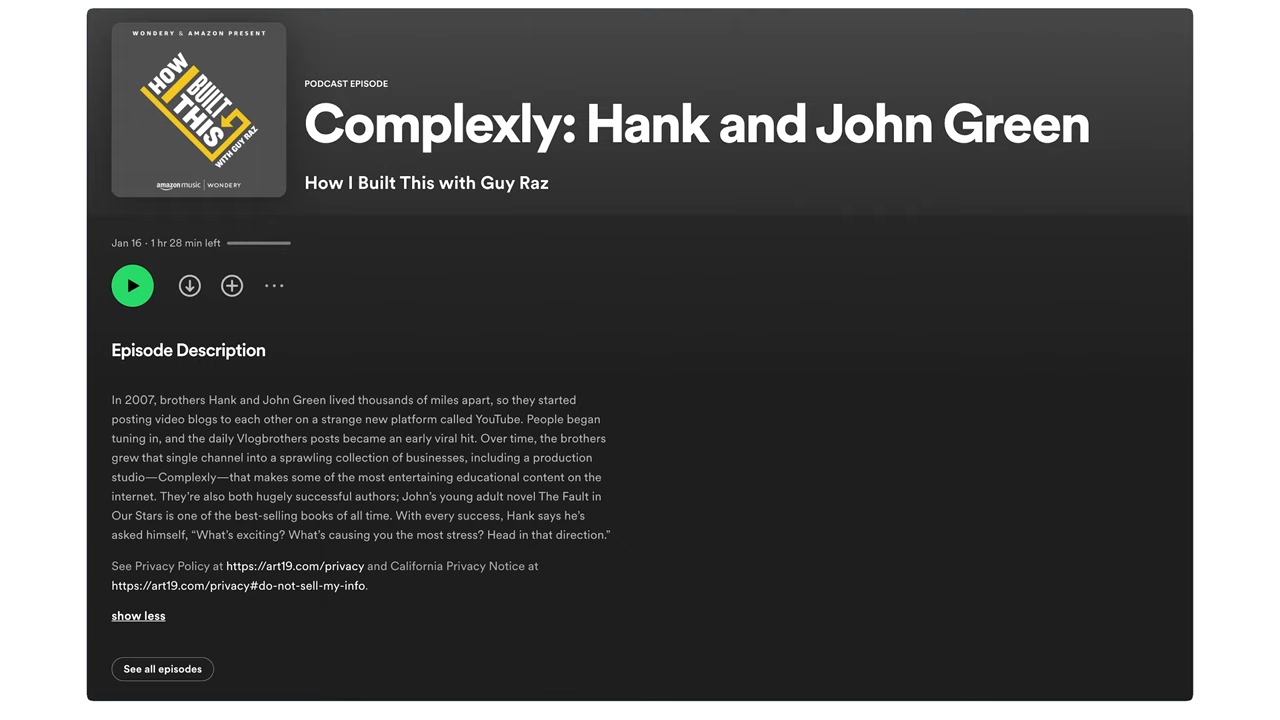 WONDERY & AMAZON PRESENT
HOW
I BUILT
THIS
WITH GUY RAZ
amazon music | WONDERY
PODCAST EPISODE
Complexly: Hank and John Green
How I Built This with Guy Raz
Jan 16 · 1 hr 28 min left
Episode Description
In 2007, brothers Hank and John Green lived thousands of miles apart, so they started
posting video blogs to each other on a strange new platform called YouTube. People began
tuning in, and the daily Vlogbrothers posts became an early viral hit. Over time, the brothers
grew that single channel into a sprawling collection of businesses, including a production
studio—Complexly—that makes some of the most entertaining educational content on the
internet. They’re also both hugely successful authors; John’s young adult novel The Fault in
Our Stars is one of the best-selling books of all time. With every success, Hank says he’s
asked himself, “What’s exciting? What’s causing you the most stress? Head in that direction.”
See Privacy Policy at https://art19.com/privacy and California Privacy Notice at
https://art19.com/privacy#do-not-sell-my-info.
show less
See all episodes